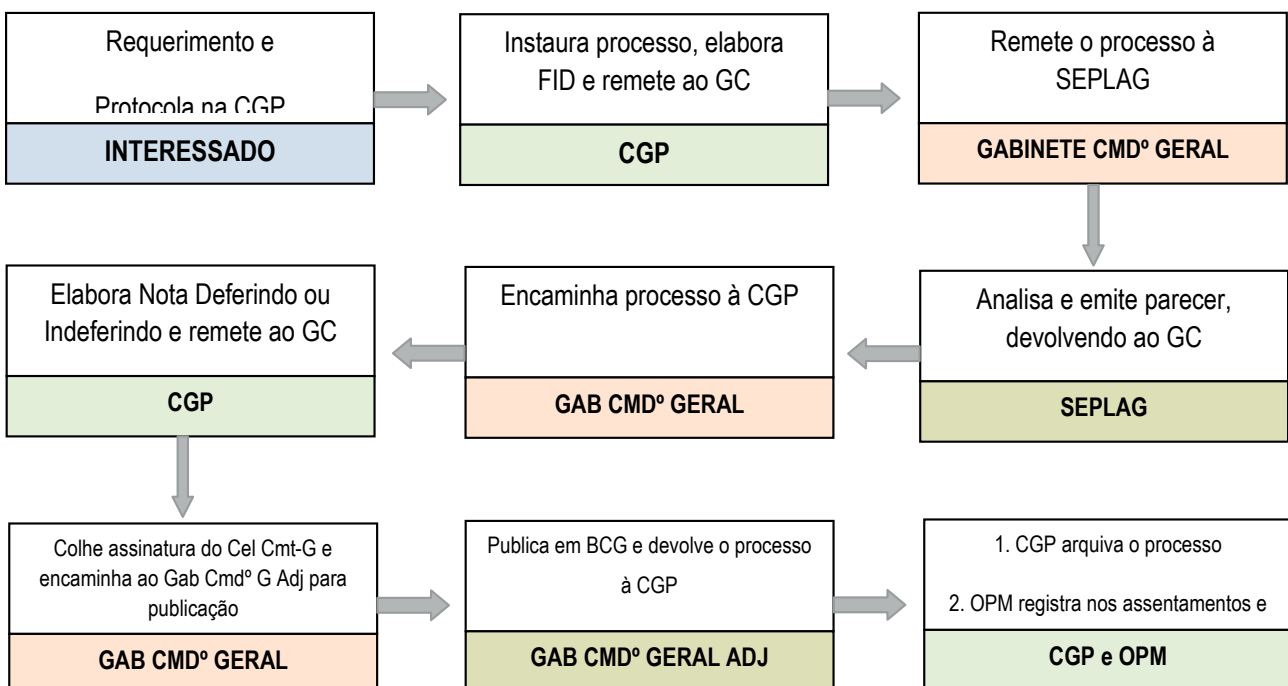 Requerimento e
Protocola na CGP
INTERESSADO
Instaura processo, elabora
FID e remete ao GC
CGP
Remete o processo à
SEPLAG
GABINETE CMDº GERAL
Analisa e emite parecer,
devolvendo ao GC
SEPLAG
Encaminha processo à CGP
GAB CMDº GERAL
Elabora Nota Deferindo ou
Indeferindo e remete ao GC
CGP
Colhe assinatura do Cel Cmt-G e
encaminha ao Gab Cmdº G Adj para
publicação
GAB CMDº GERAL
Publica em BCG e devolve o processo
à CGP
GAB CMDº GERAL ADJ
1. CGP arquiva o processo
2. OPM registra nos assentamentos e
CGP e OPM